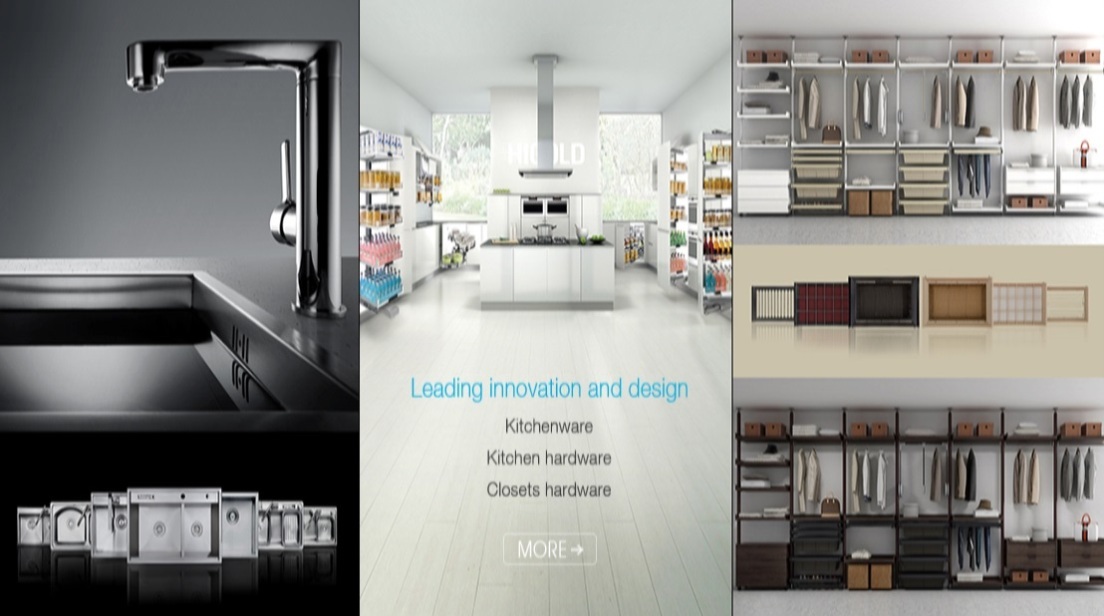 HIGOLD
Leading innovation and design
Kitchenware
Kitchen hardware
Closets hardware
MORE→